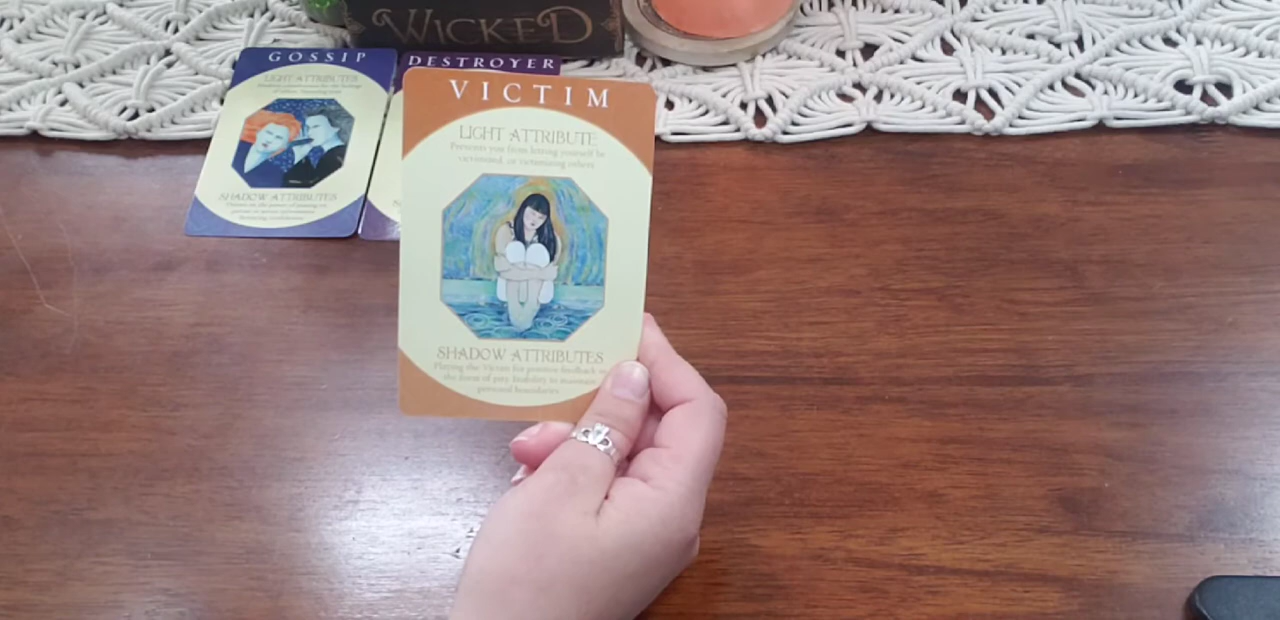 WICKED
GOSSIP
LIGHT ATTRIBUTES
SHADOW ATTRIBUTES
DESTROYER
VICTIM
LIGHT ATTRIBUTE
Prevents you from letting yourself be
victimized, or victimizing others
SHADOW ATTRIBUTES
Playing the Victim for positive feedback in
the form of pity. Inability to maintain
personal boundaries